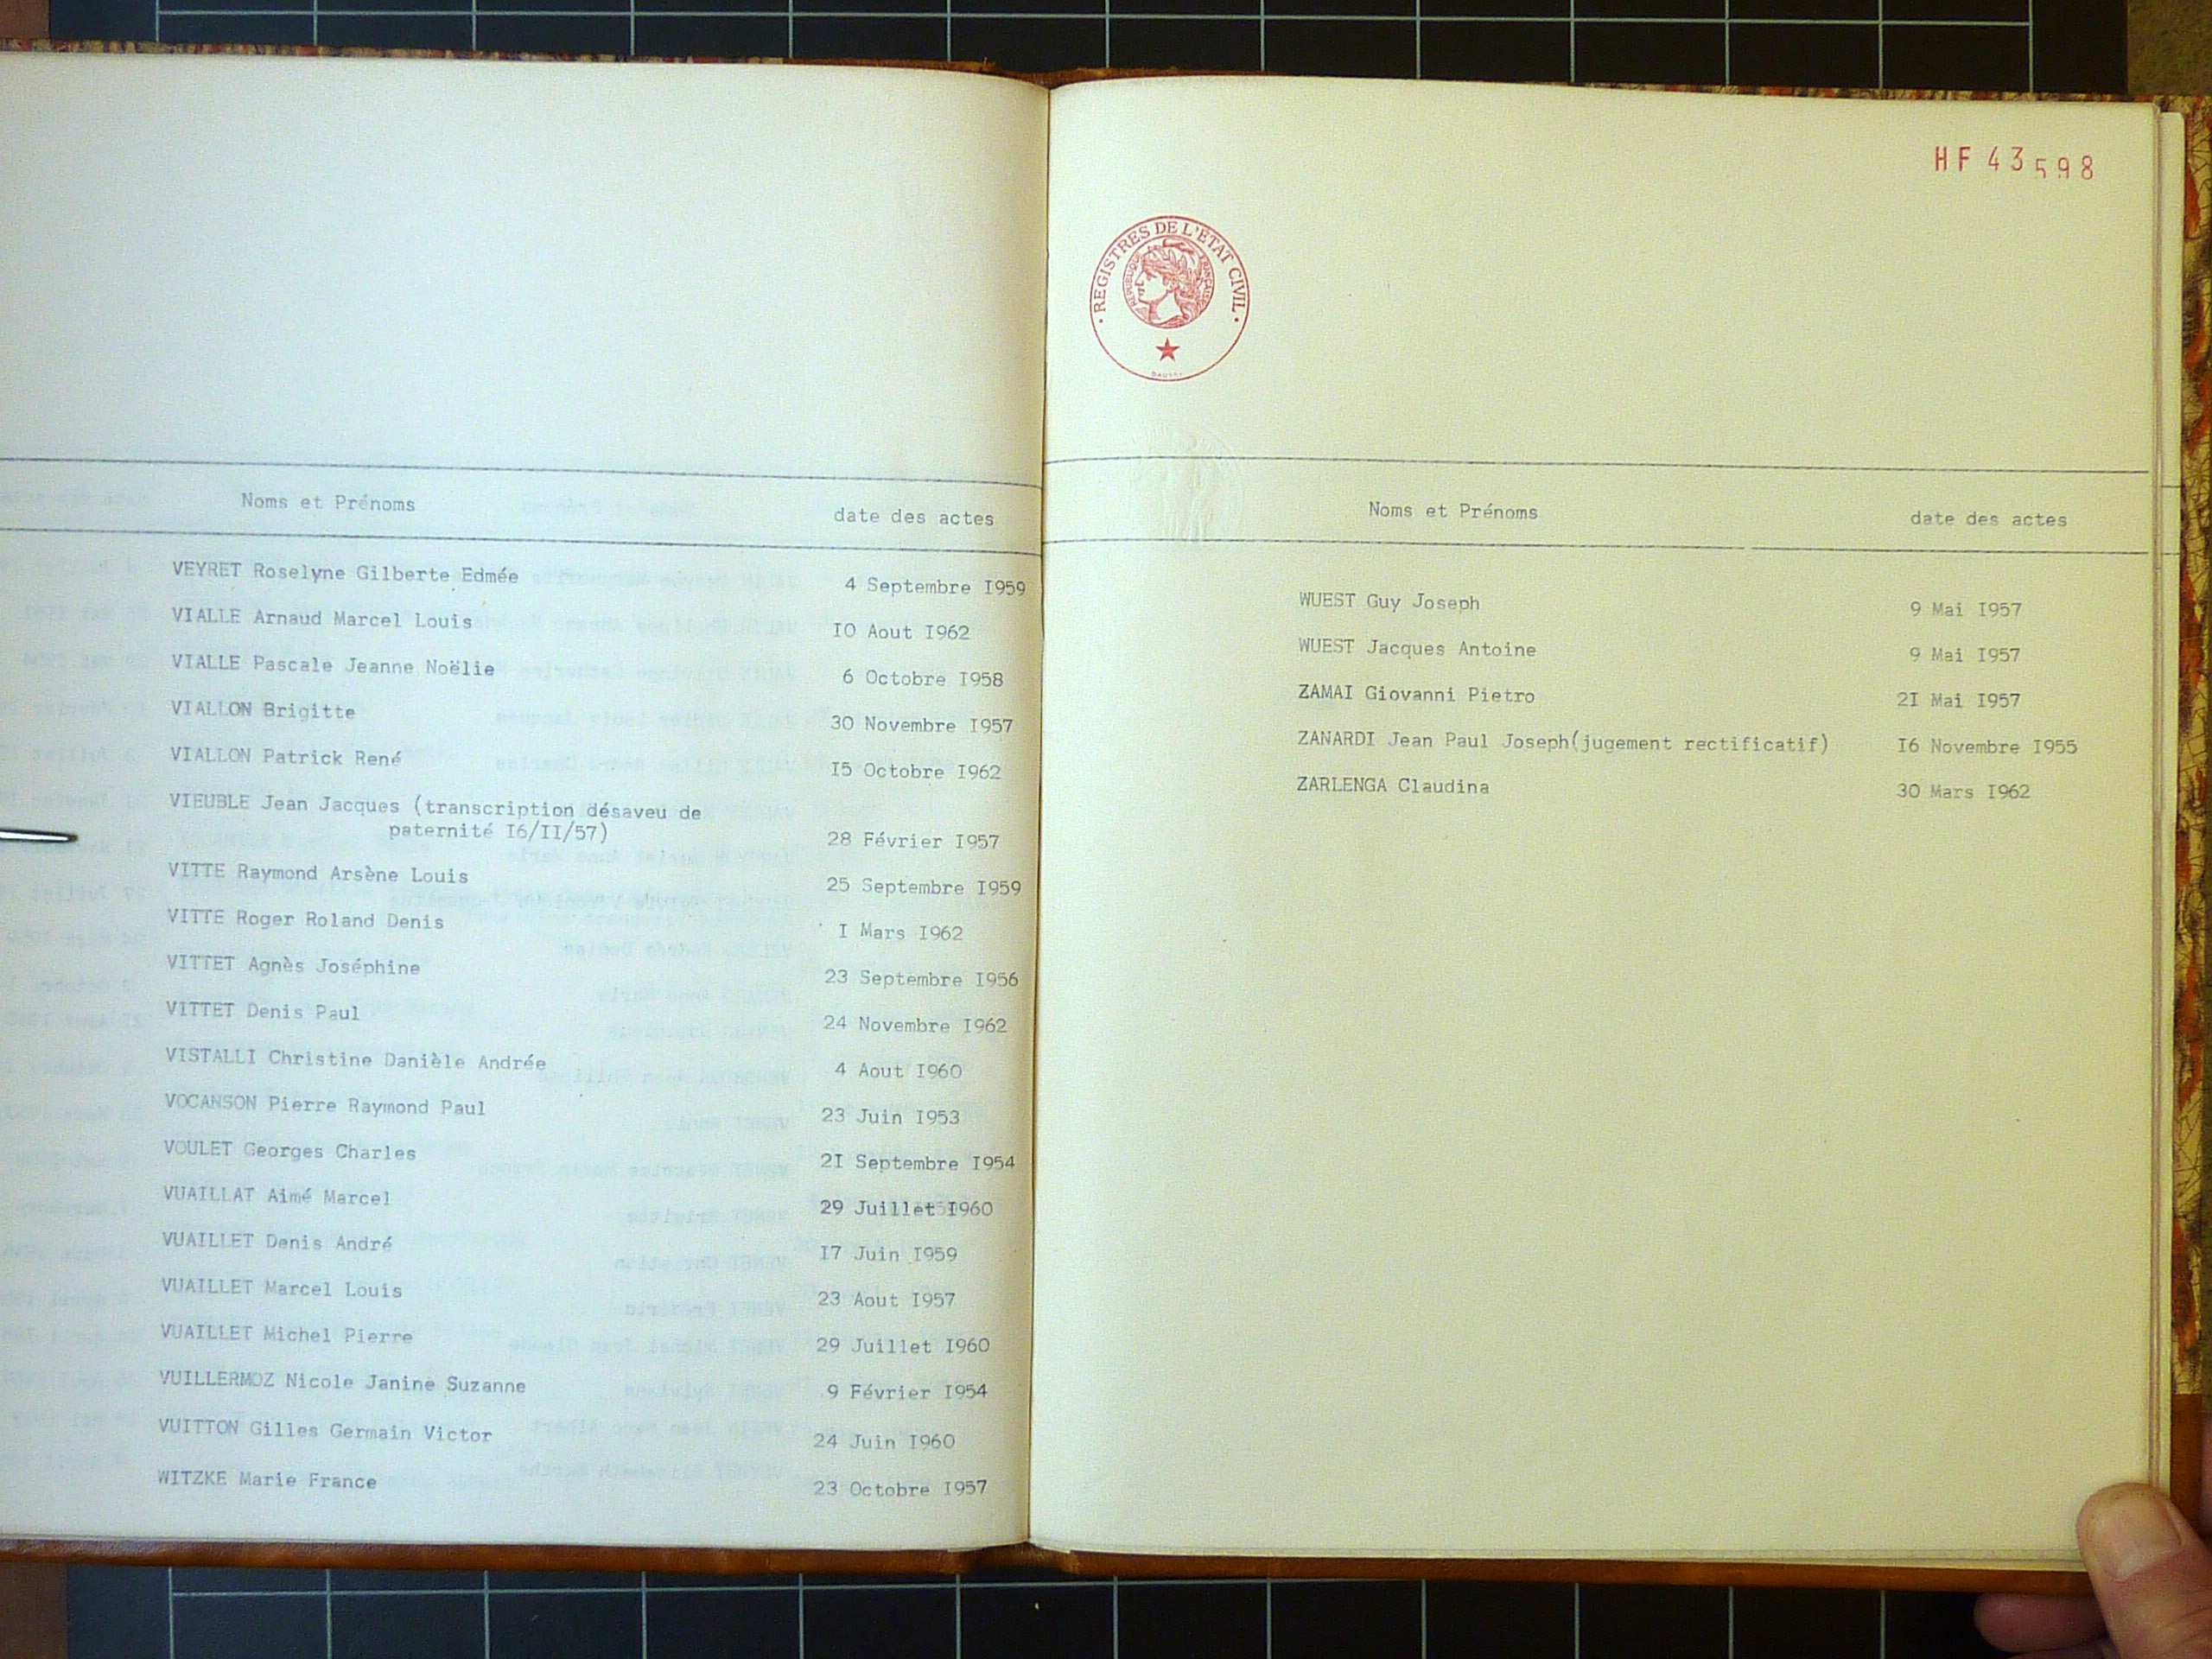 Noms et Prénoms date des actes
VEYRET Roselyne Gilberte Edmée 4 Septembre I959
VIALLE Arnaud Marcel Louis IO Aout I962
VIALLE Pascale Jeanne Noëlie 6 Octobre I958
VIALLON Brigitte 30 Novembre I957
VIALLON Patrick René I5 Octobre I962
VIEUBLE Jean Jacques (transcription désaveu de
paternité I6/II/57) 28 Février I957
VITTE Raymond Arsène Louis 25 Septembre I959
VITTE Roger Roland Denis I Mars I962
VITTET Agnès Joséphine 23 Septembre I956
VITTET Denis Paul 24 Novembre I962
VISTALLI Christine Danièle Andrée 4 Aout I960
VOCANSON Pierre Raymond Paul 23 Juin I953
VOULET Georges Charles 2I Septembre I954
VUAILLAT Aimé Marcel 29 Juillet I960
VUAILLET Denis André I7 Juin I959
VUAILLET Marcel Louis 23 Aout I957
VUAILLET Michel Pierre 29 Juillet I960
VUILLERMOZ Nicole Janine Suzanne 9 Février I954
VUITTON Gilles Germain Victor 24 Juin I960
WITZKE Marie France 23 Octobre I957
HF 43598
REGISTRES DE L'ETAT CIVIL
REPUBLIQUE FRANÇAISE
Noms et Prénoms date des actes
WUEST Guy Joseph 9 Mai I957
WUEST Jacques Antoine 9 Mai I957
ZAMAI Giovanni Pietro 2I Mai I957
ZANARDI Jean Paul Joseph(jugement rectificatif) I6 Novembre I955
ZARLENGA Claudina 30 Mars I962